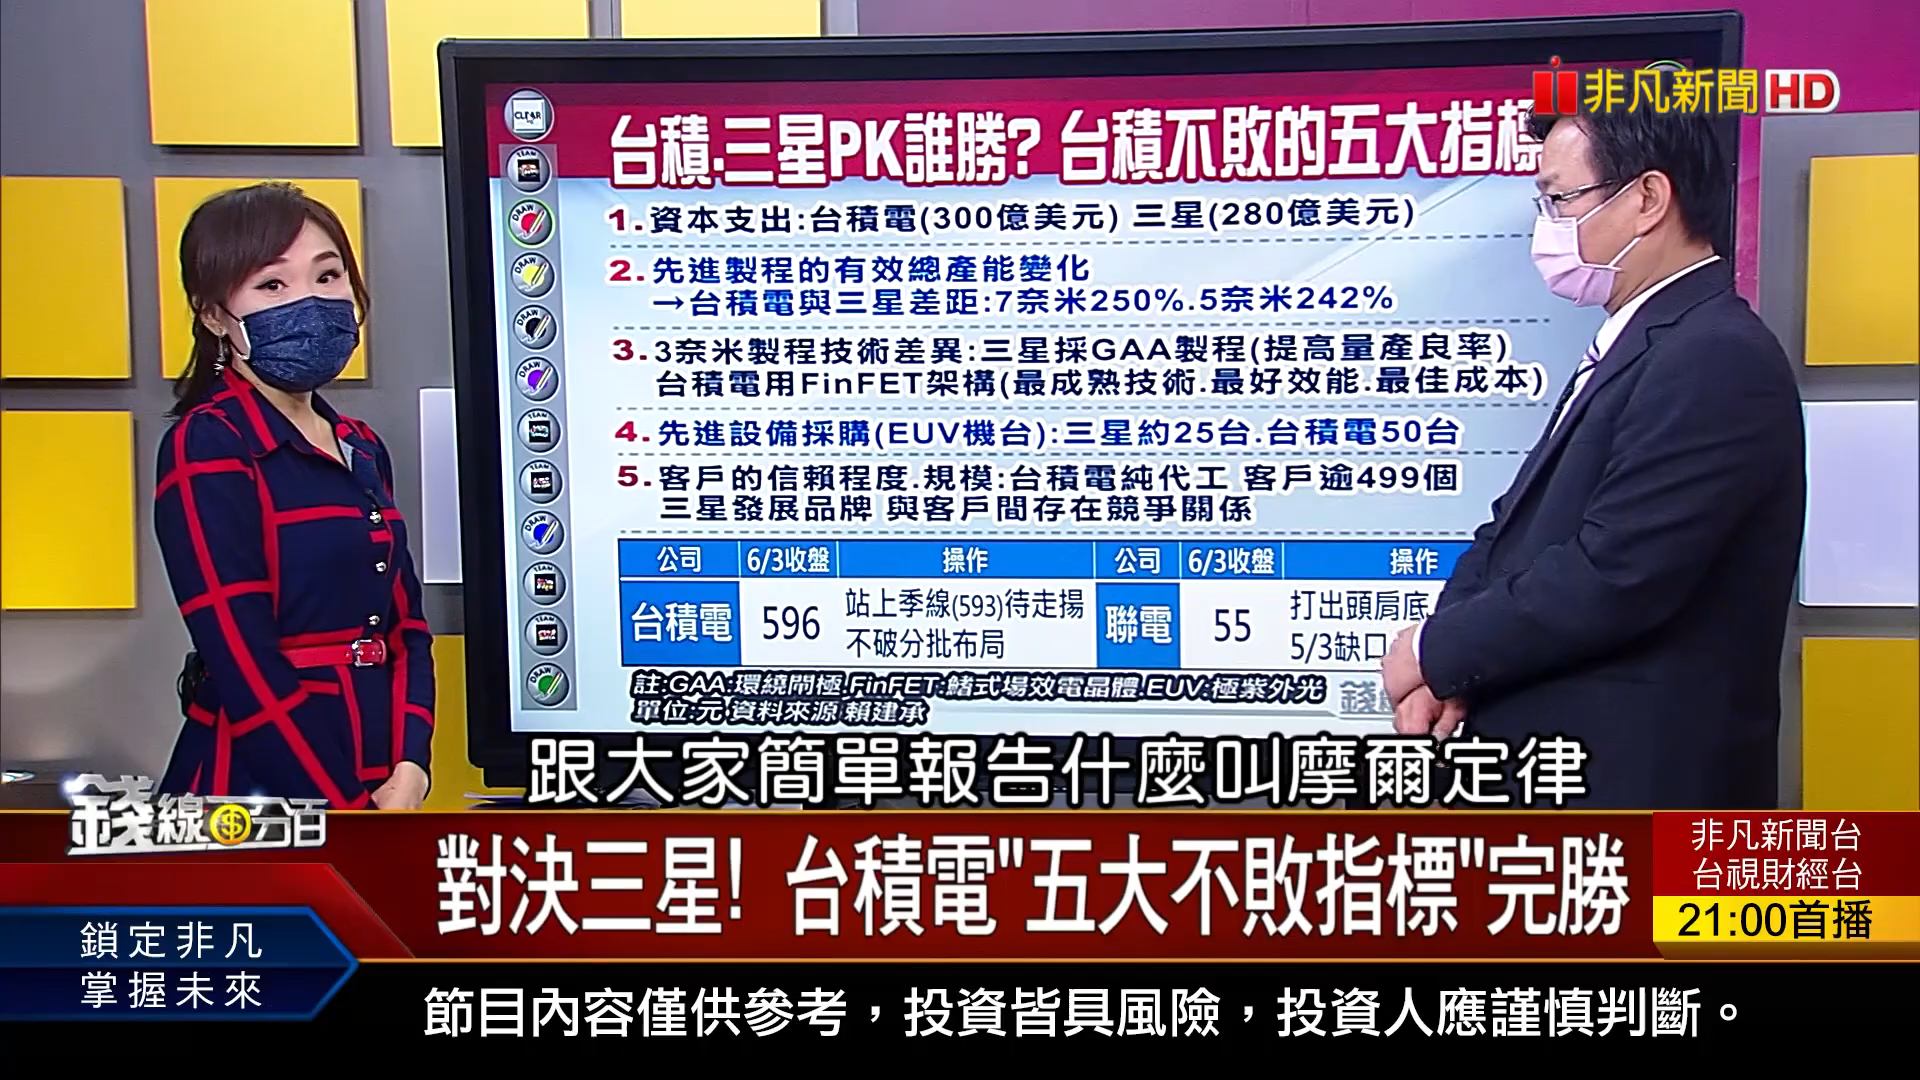 非凡新聞HD
CLEAR
台積.三星PK誰勝? 台積不敗的五大指標
TEAM
DRAW
1.資本支出:台積電(300億美元) 三星(280億美元)
DRAW
2.先進製程的有效總產能變化
→台積電與三星差距:7奈米250%.5奈米242%
DRAW
3.3奈米製程技術差異:三星採GAA製程(提高量產良率)
台積電用FinFET架構(最成熟技術.最好效能.最佳成本)
DRAW
TEAM
4.先進設備採購(EUV機台):三星約25台.台積電50台
TEAM
5.客戶的信賴程度.規模:台積電純代工 客戶逾499個
三星發展品牌 與客戶間存在競爭關係
DRAW
公司 6/3收盤 操作 公司 6/3收盤 操作
TEAM
台積電 596 站上季線(593)待走揚 聯電 55 打出頭肩底
不破分批布局 5/3缺口
TEAM
DRAW
註:GAA:環繞閘極.FinFET:鰭式場效電晶體.EUV:極紫外光
單位:元 資料來源 賴建承
錢
跟大家簡單報告什麼叫摩爾定律
錢線百分百
對決三星! 台積電"五大不敗指標"完勝
非凡新聞台
台視財經台
21:00首播
鎖定非凡
掌握未來
節目內容僅供參考，投資皆具風險，投資人應謹慎判斷。